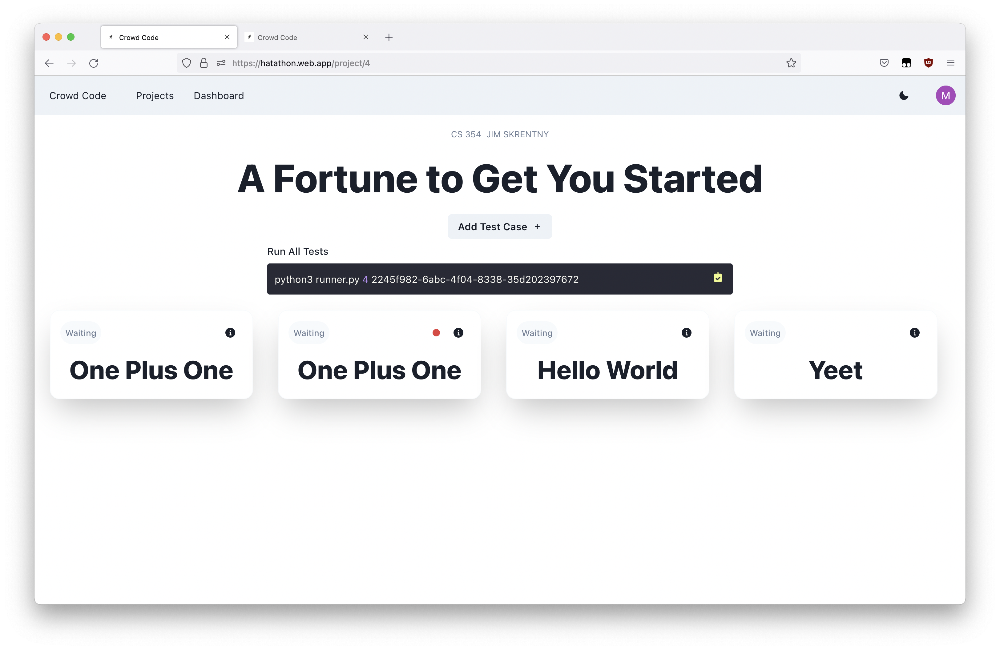 Crowd Code
Crowd Code
https://hatathon.web.app/project/4
Crowd Code Projects Dashboard M
CS 354 JIM SKRENTNY
A Fortune to Get You Started
Add Test Case +
Run All Tests
python3 runner.py 4 2245f982-6abc-4f04-8338-35d202397672
Waiting
One Plus One
Waiting
One Plus One
Waiting
Hello World
Waiting
Yeet